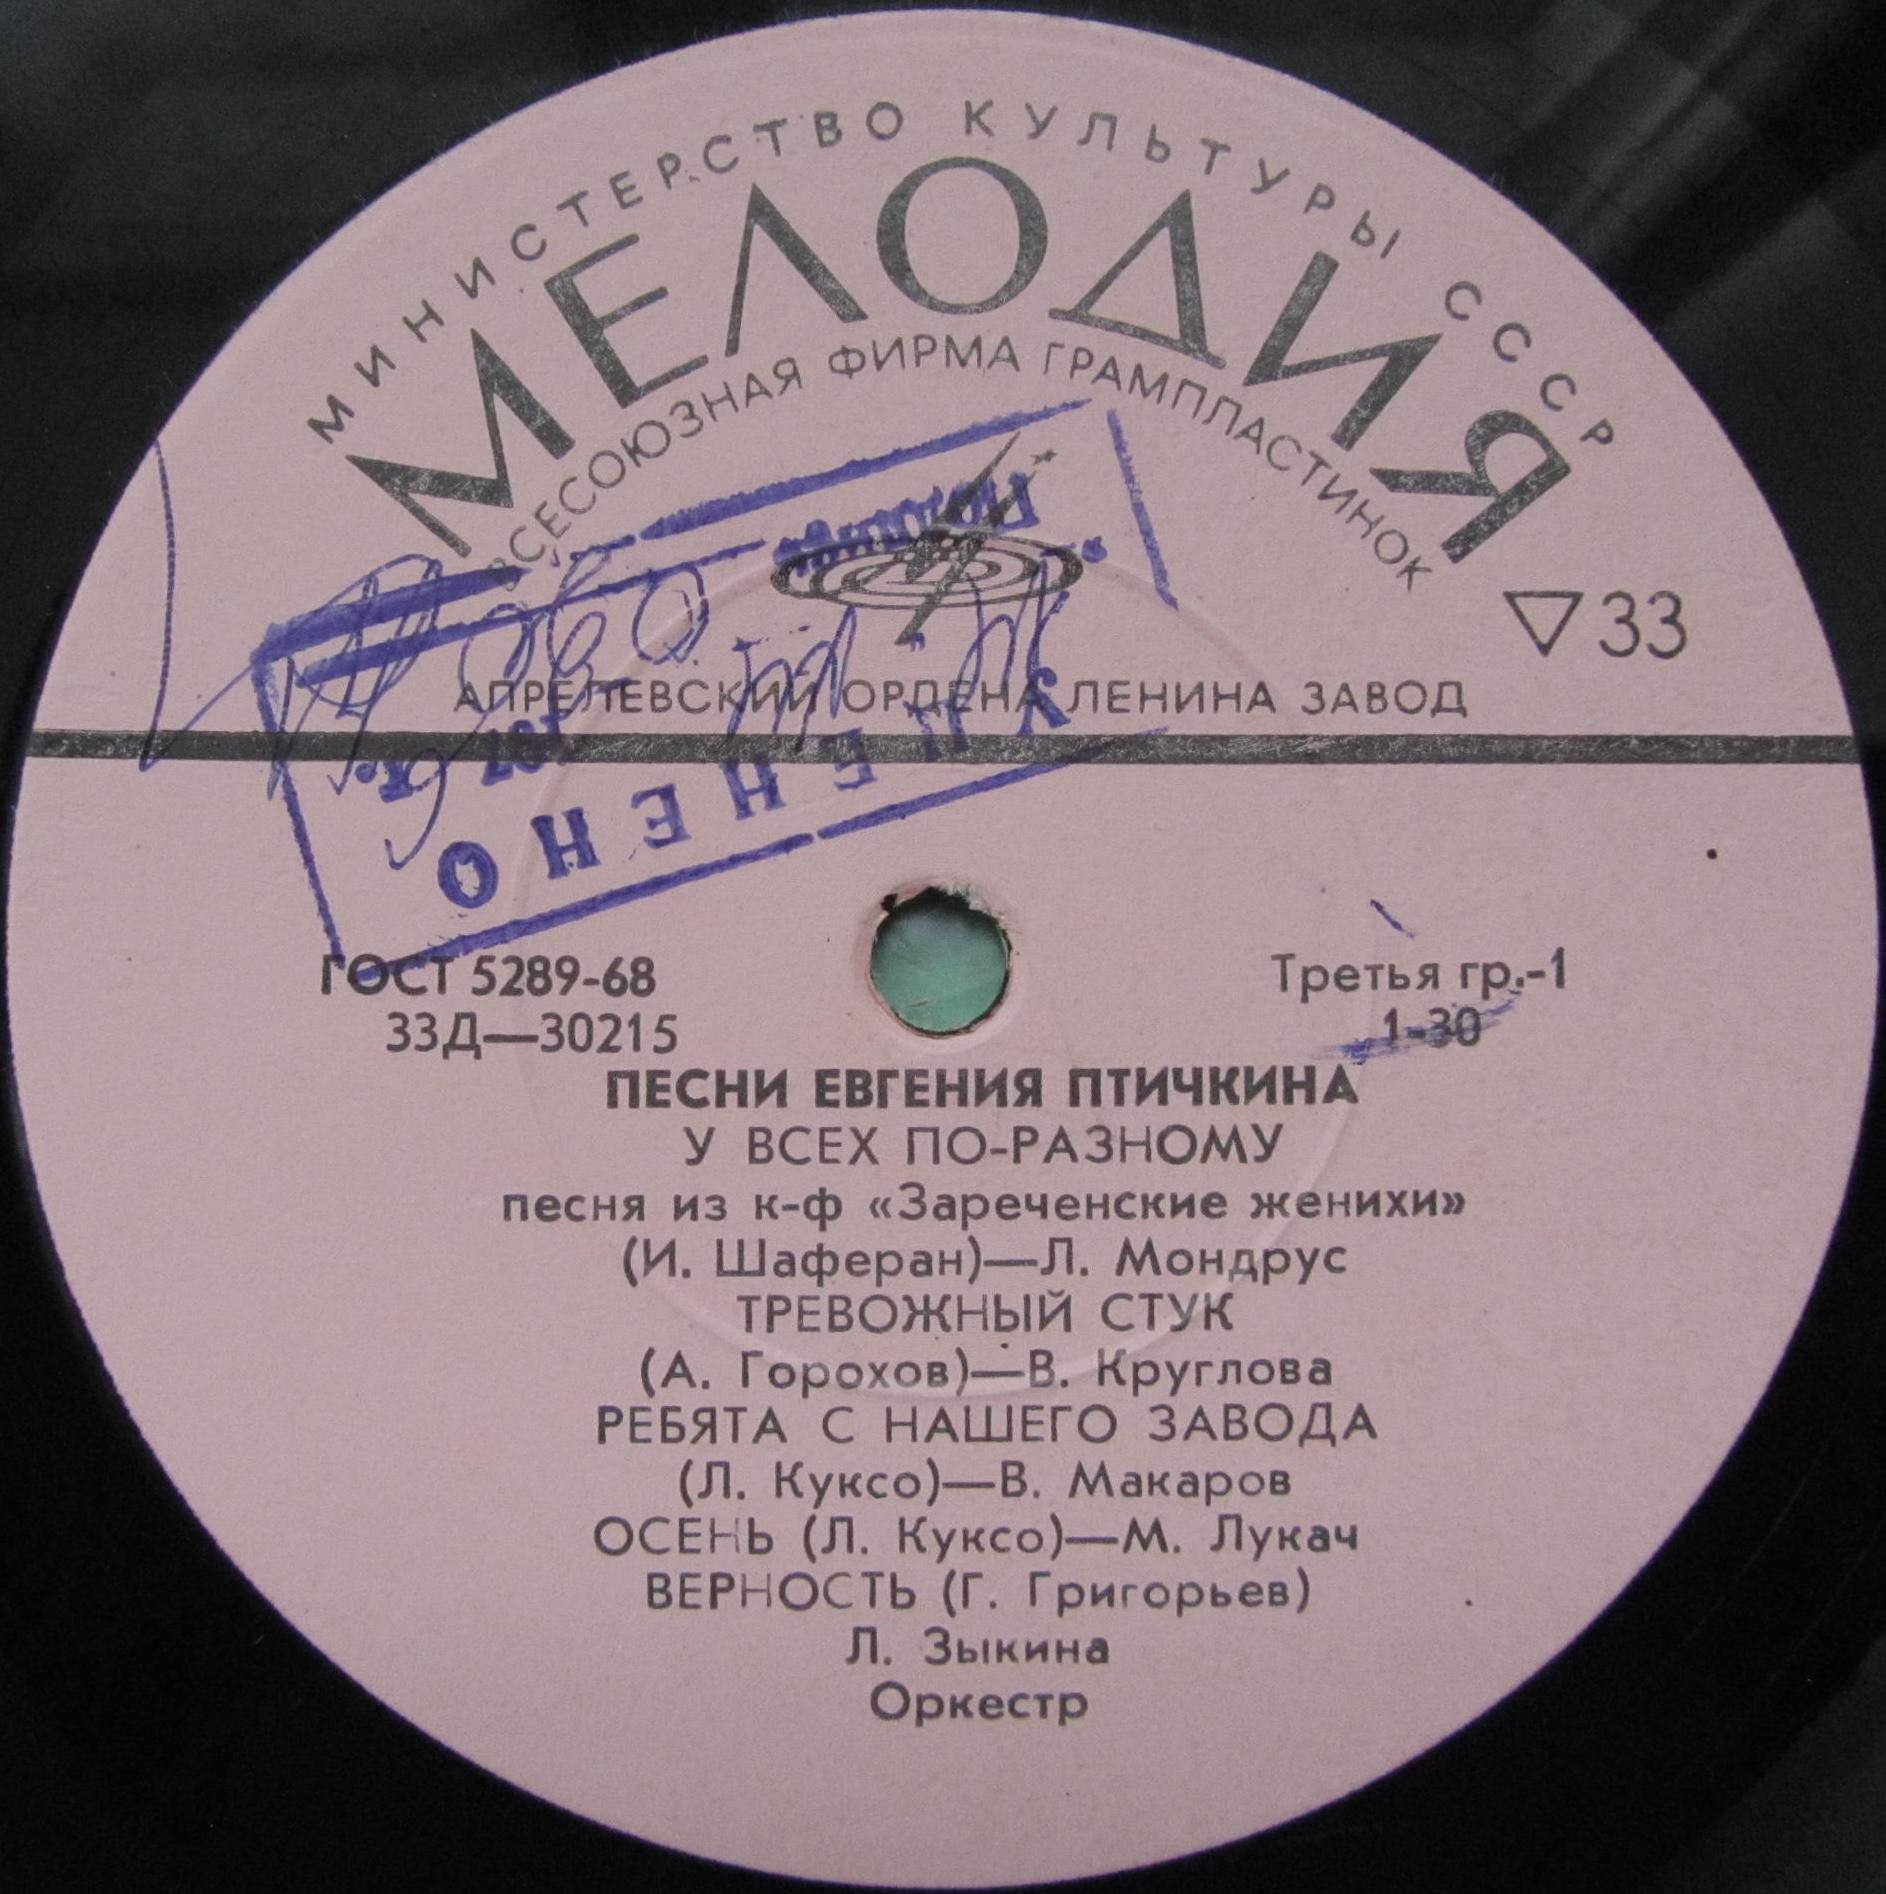 МИНИСТЕРСТВО КУЛЬТУРЫ СССР
МЕЛОДИЯ
ВСЕСОЮЗНАЯ ФИРМА ГРАМПЛАСТИНОК
33
АПРЕЛЕВСКИЙ ОРДЕНА ЛЕНИНА ЗАВОД
УЦЕНЕНО
197 г.
ГОСТ 5289-68
33Д—30215
Третья гр.-1
1-30
ПЕСНИ ЕВГЕНИЯ ПТИЧКИНА
У ВСЕХ ПО-РАЗНОМУ
песня из к-ф «Зареченские женихи»
(И. Шаферан)—Л. Мондрус
ТРЕВОЖНЫЙ СТУК
(А. Горохов)—В. Круглова
РЕБЯТА С НАШЕГО ЗАВОДА
(Л. Куксо)—В. Макаров
ОСЕНЬ (Л. Куксо)—М. Лукач
ВЕРНОСТЬ (Г. Григорьев)
Л. Зыкина
Оркестр